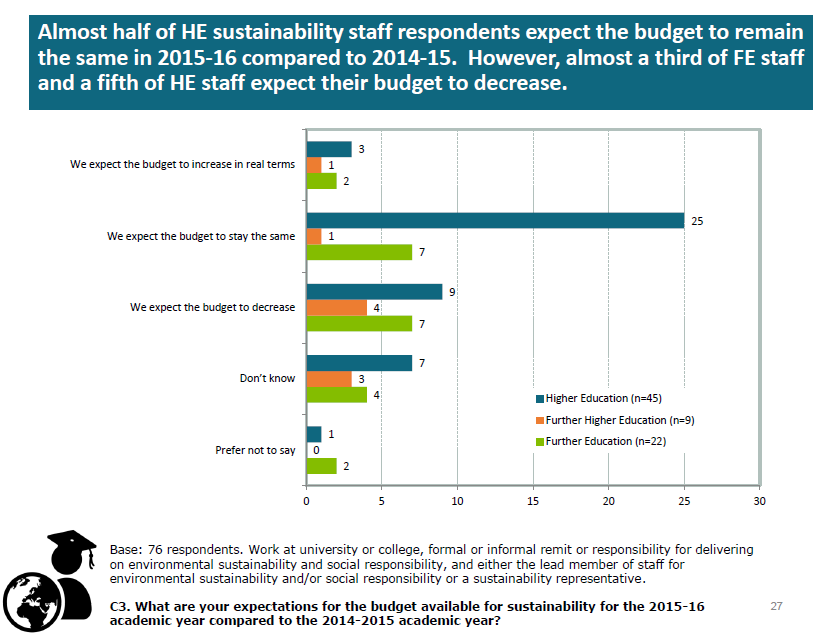 Almost half of HE sustainability staff respondents expect the budget to remain
the same in 2015-16 compared to 2014-15. However, almost a third of FE staff
and a fifth of HE staff expect their budget to decrease.
We expect the budget to increase in real terms
3
1
2
We expect the budget to stay the same
25
1
7
We expect the budget to decrease
9
4
7
Don't know
7
3
4
Prefer not to say
1
0
2
Higher Education (n=45)
Further Higher Education (n=9)
Further Education (n=22)
0 5 10 15 20 25 30
Base: 76 respondents. Work at university or college, formal or informal remit or responsibility for delivering
on environmental sustainability and social responsibility, and either the lead member of staff for
environmental sustainability and/or social responsibility or a sustainability representative.
C3. What are your expectations for the budget available for sustainability for the 2015-16
academic year compared to the 2014-2015 academic year?
27